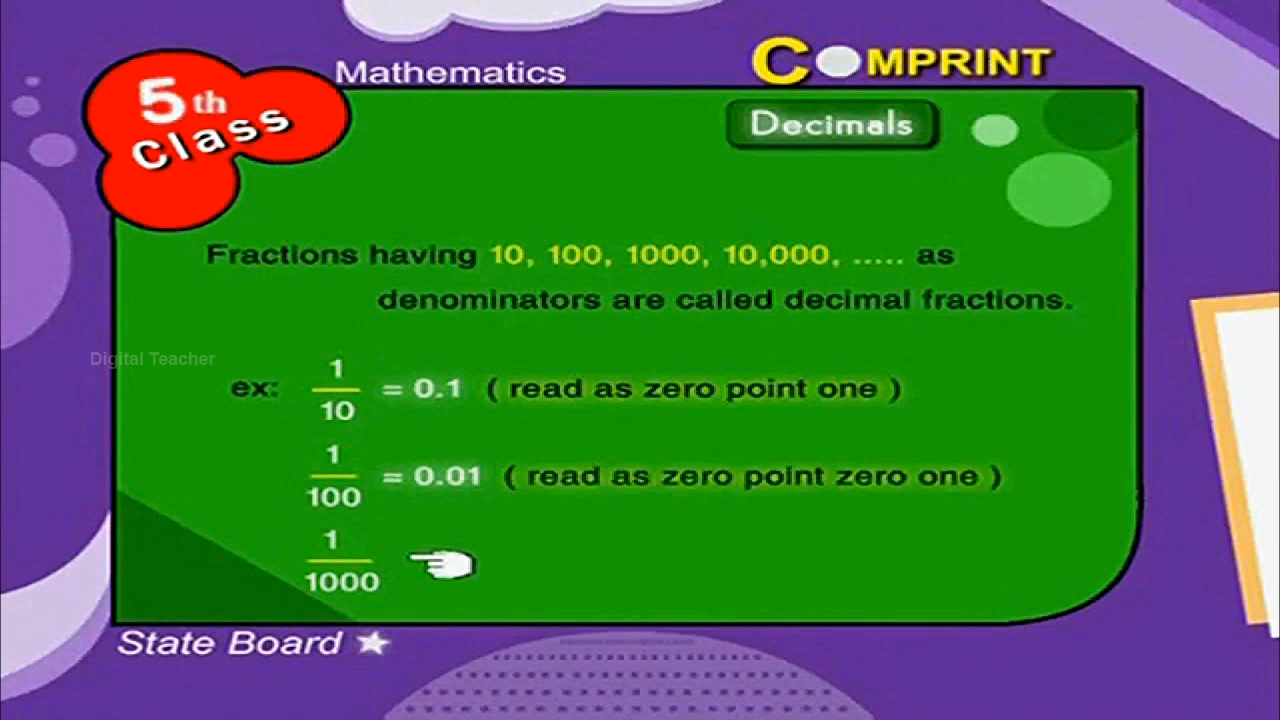 Mathematics
COMPRINT
5th
Class
Decimals
Fractions having 10, 100, 1000, 10,000, ..... as
denominators are called decimal fractions.
Digital Teacher
ex: 1/10 = 0.1 ( read as zero point one )
1/100 = 0.01 ( read as zero point zero one )
1/1000
State Board ★